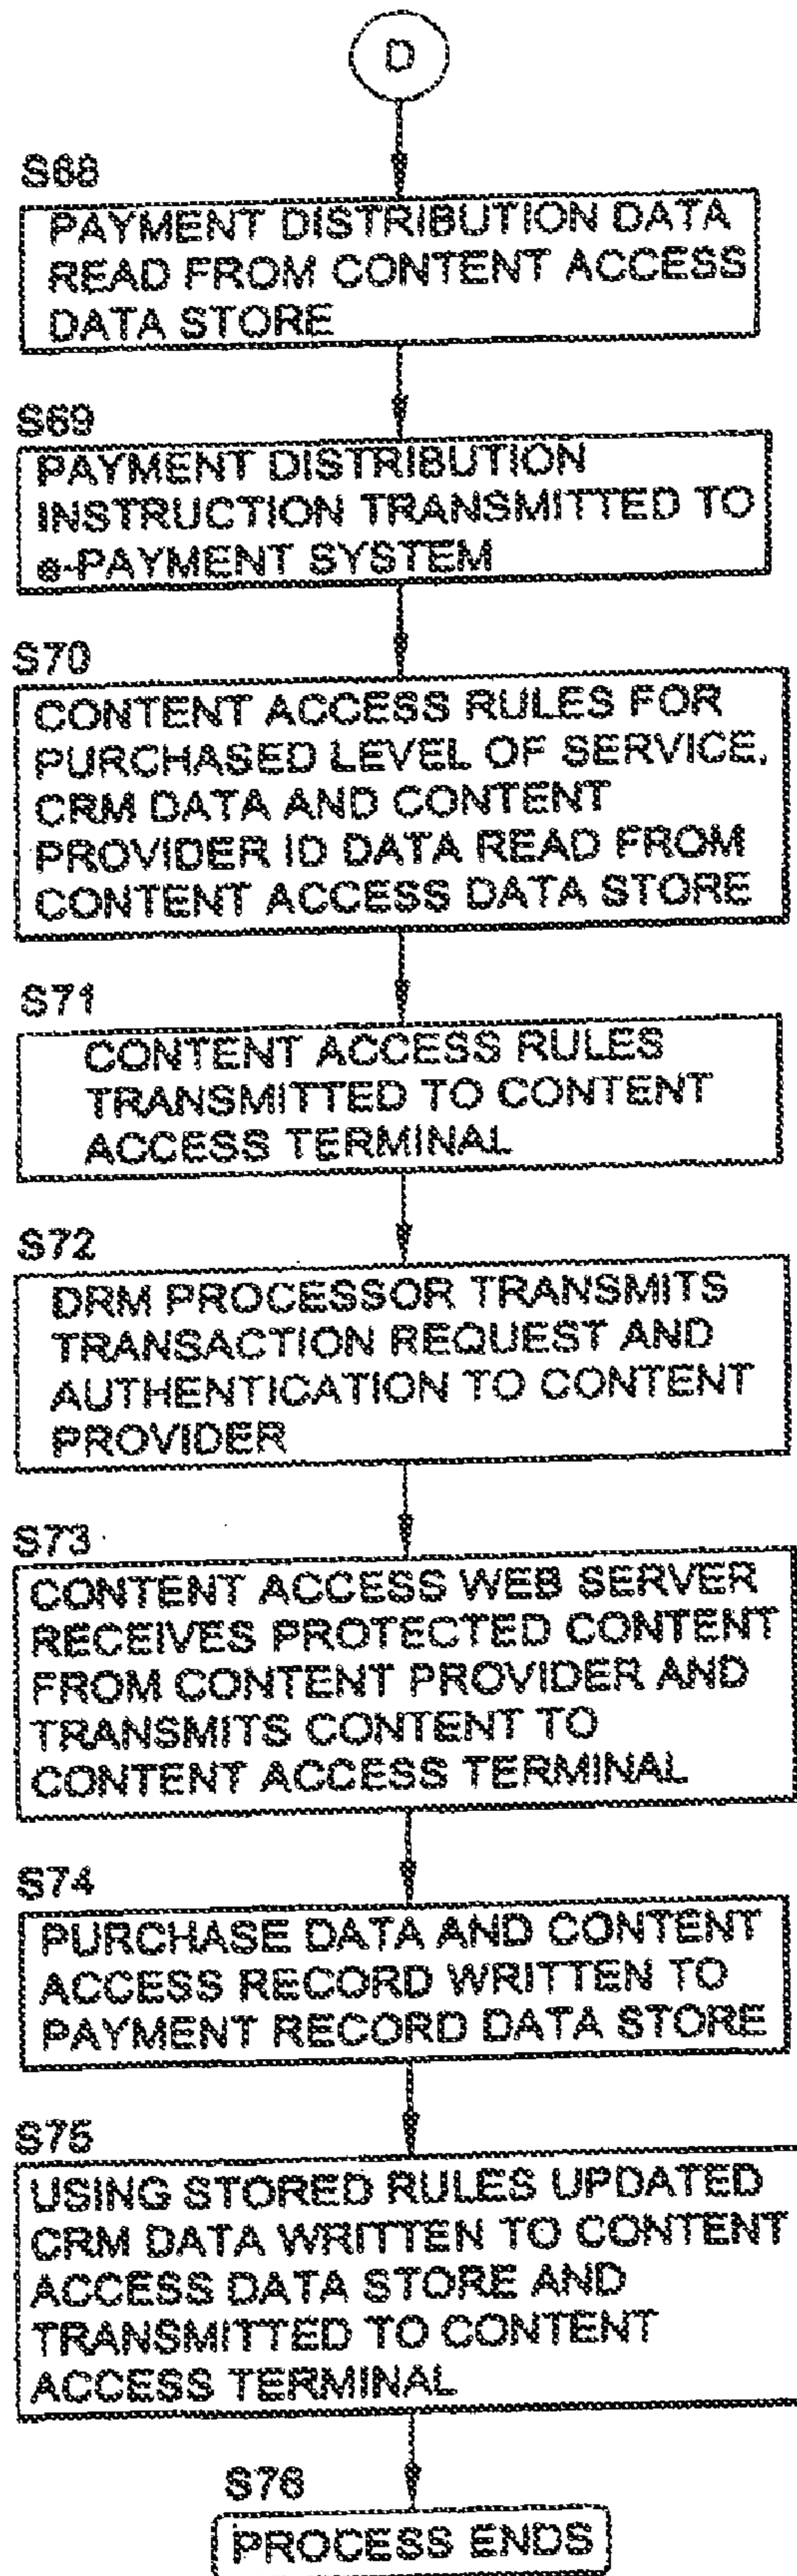 D
S68
PAYMENT DISTRIBUTION DATA
READ FROM CONTENT ACCESS
DATA STORE
S69
PAYMENT DISTRIBUTION
INSTRUCTION TRANSMITTED TO
e-PAYMENT SYSTEM
S70
CONTENT ACCESS RULES FOR
PURCHASED LEVEL OF SERVICE,
CRM DATA AND CONTENT
PROVIDER ID DATA READ FROM
CONTENT ACCESS DATA STORE
S71
CONTENT ACCESS RULES
TRANSMITTED TO CONTENT
ACCESS TERMINAL
S72
DRM PROCESSOR TRANSMITS
TRANSACTION REQUEST AND
AUTHENTICATION TO CONTENT
PROVIDER
S73
CONTENT ACCESS WEB SERVER
RECEIVES PROTECTED CONTENT
FROM CONTENT PROVIDER AND
TRANSMITS CONTENT TO
CONTENT ACCESS TERMINAL
S74
PURCHASE DATA AND CONTENT
ACCESS RECORD WRITTEN TO
PAYMENT RECORD DATA STORE
S75
USING STORED RULES UPDATED
CRM DATA WRITTEN TO CONTENT
ACCESS DATA STORE AND
TRANSMITTED TO CONTENT
ACCESS TERMINAL
S76
PROCESS ENDS